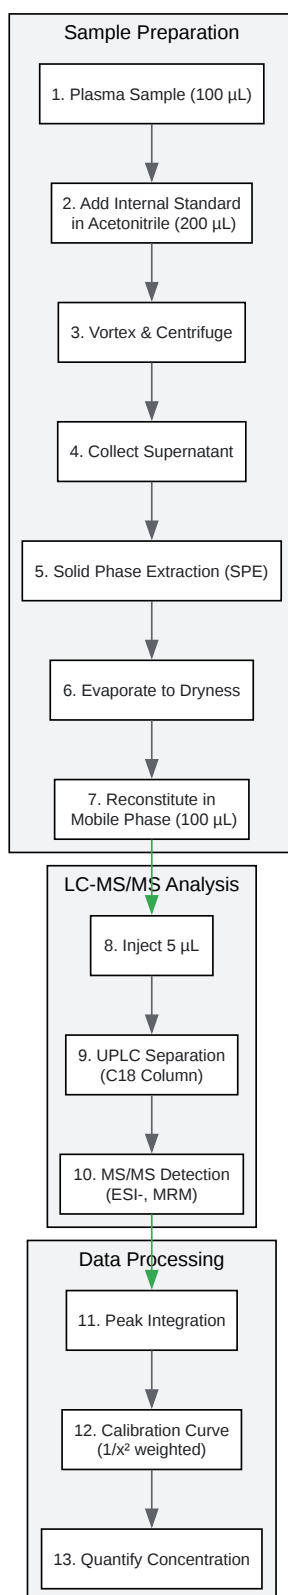 Sample Preparation
1. Plasma Sample (100 µL)
2. Add Internal Standard
in Acetonitrile (200 µL)
3. Vortex & Centrifuge
4. Collect Supernatant
5. Solid Phase Extraction (SPE)
6. Evaporate to Dryness
7. Reconstitute in
Mobile Phase (100 µL)
LC-MS/MS Analysis
8. Inject 5 µL
9. UPLC Separation
(C18 Column)
10. MS/MS Detection
(ESI-, MRM)
Data Processing
11. Peak Integration
12. Calibration Curve
(1/x² weighted)
13. Quantify Concentration